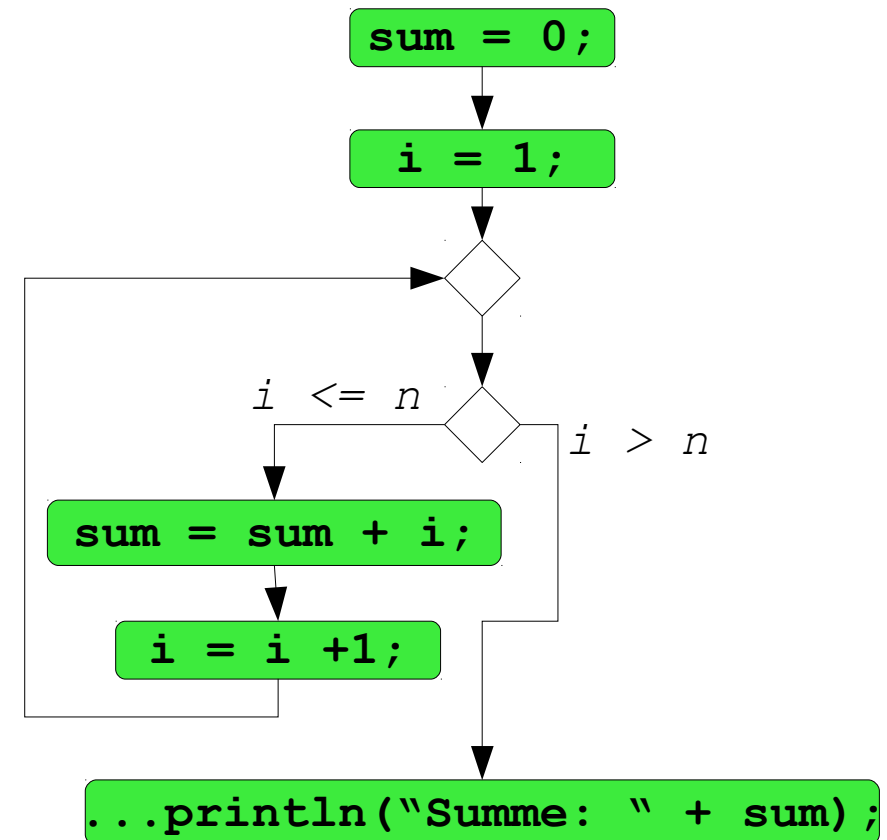 sum = 0;
i = 1;
i <= n
i > n
sum = sum + i;
i = i +1;
...println(“Summe: “ + sum);